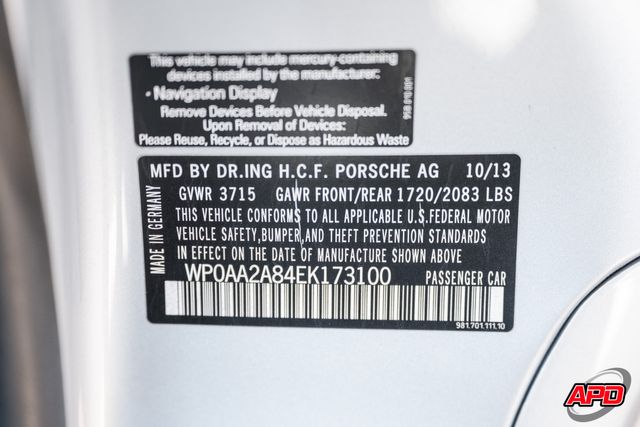 This vehicle may include mercury-containing
devices installed by the manufacturer:
· Navigation Display
Remove Devices Before Vehicle Disposal.
Upon Removal of Devices:
Please Reuse, Recycle, or Dispose as Hazardous Waste
MFD BY DR.ING H.C.F. PORSCHE AG 10/13
GVWR 3715 GAWR FRONT/REAR 1720/2083 LBS
THIS VEHICLE CONFORMS TO ALL APPLICABLE U.S.FEDERAL MOTOR
VEHICLE SAFETY,BUMPER,AND THEFT PREVENTION STANDARDS
IN EFFECT ON THE DATE OF MANUFACTURE SHOWN ABOVE
MADE IN GERMANY
WP0AA2A84EK173100 PASSENGER CAR
981.701.111.10
APD